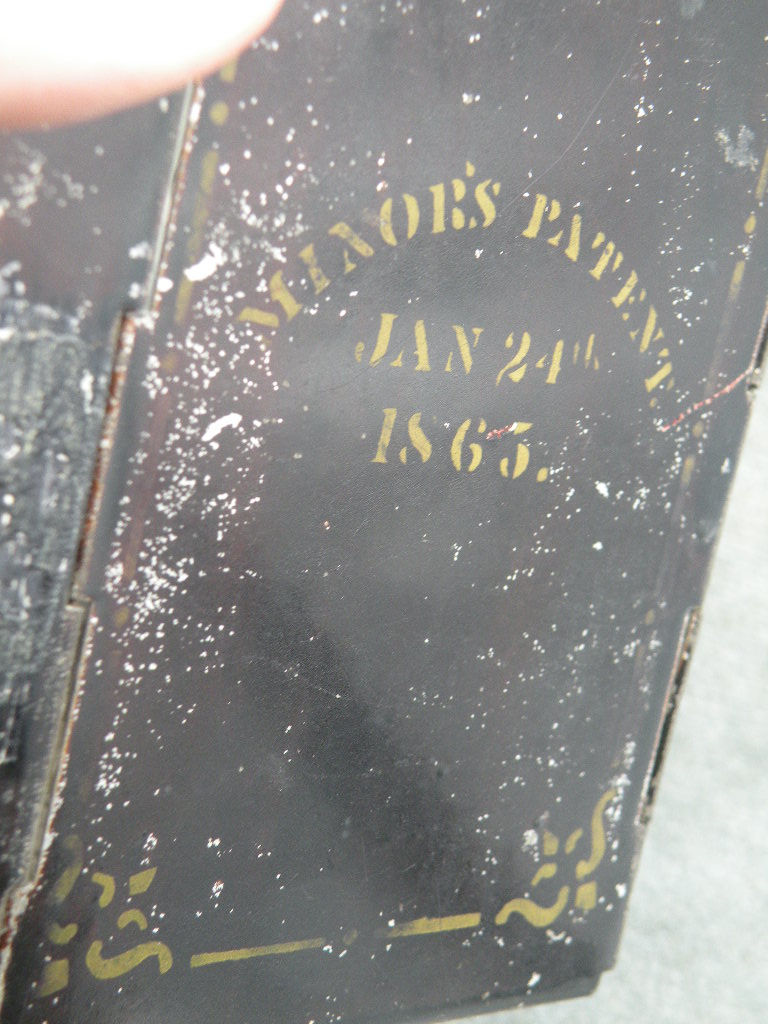 MINOR'S PATENT.
JAN 24th
1865.